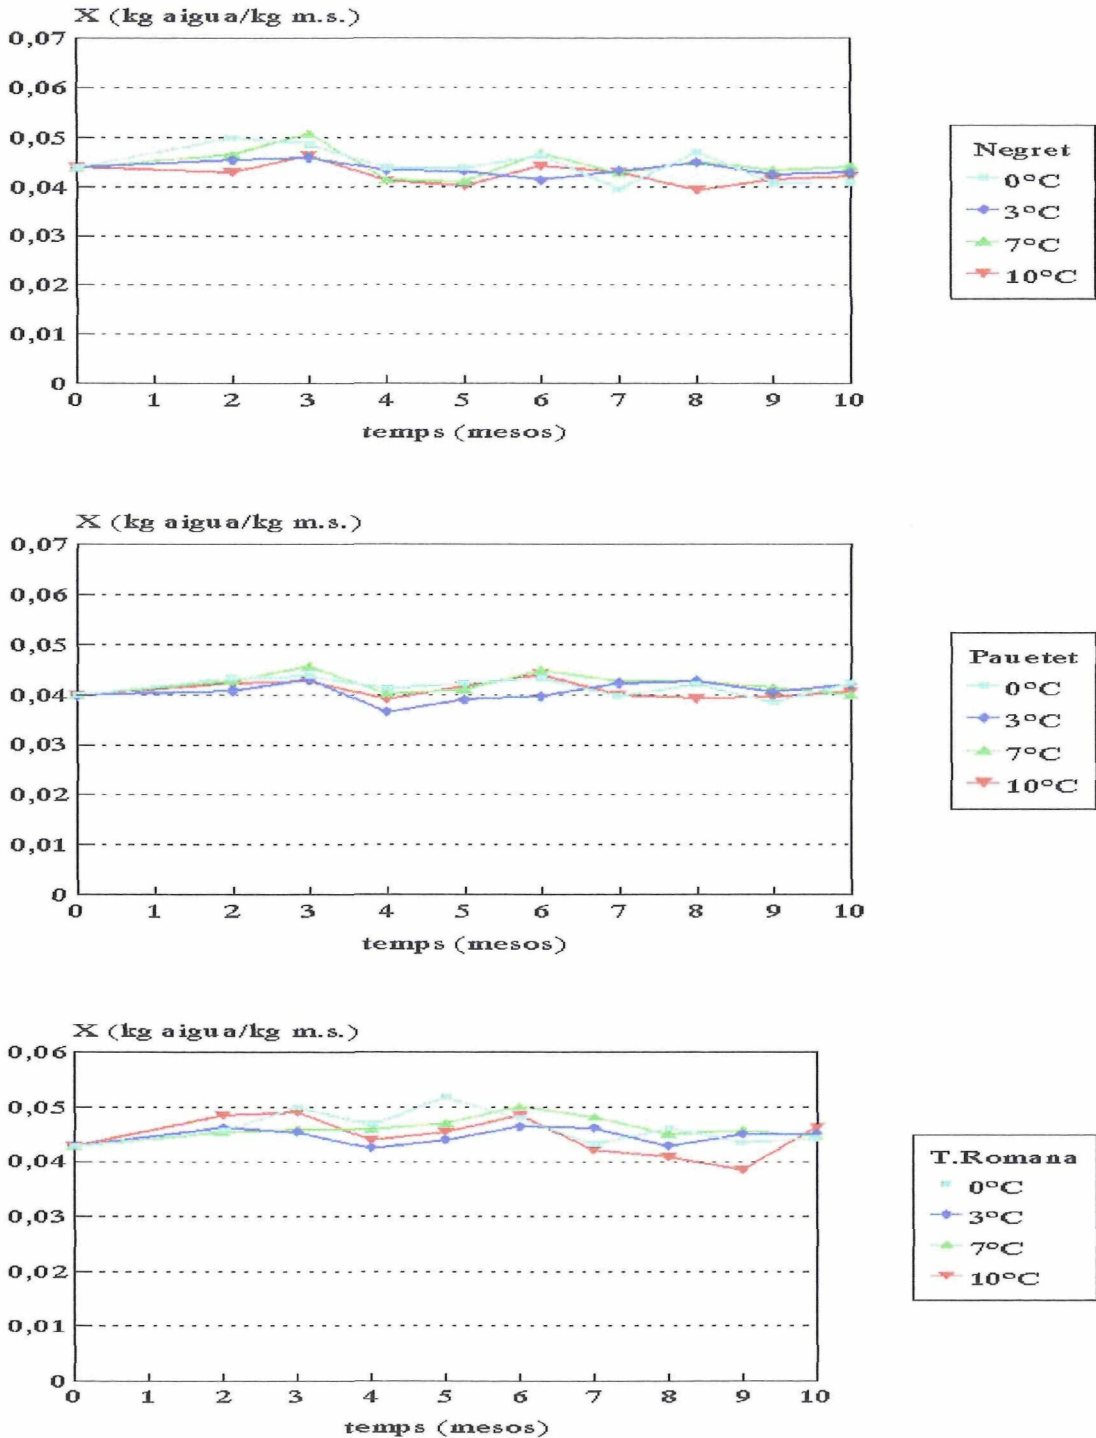 X (kg aigua/kg m.s.)
0,07
0,06
0,05
0,04
0,03
0,02
0,01
0
0 1 2 3 4 5 6 7 8 9 10
temps (mesos)
Negret
0°C
3°C
7°C
10°C
X (kg aigua/kg m.s.)
0,07
0,06
0,05
0,04
0,03
0,02
0,01
0
0 1 2 3 4 5 6 7 8 9 10
temps (mesos)
Pauetet
0°C
3°C
7°C
10°C
X (kg aigua/kg m.s.)
0,06
0,05
0,04
0,03
0,02
0,01
0
0 1 2 3 4 5 6 7 8 9 10
temps (mesos)
T.Romana
0°C
3°C
7°C
10°C